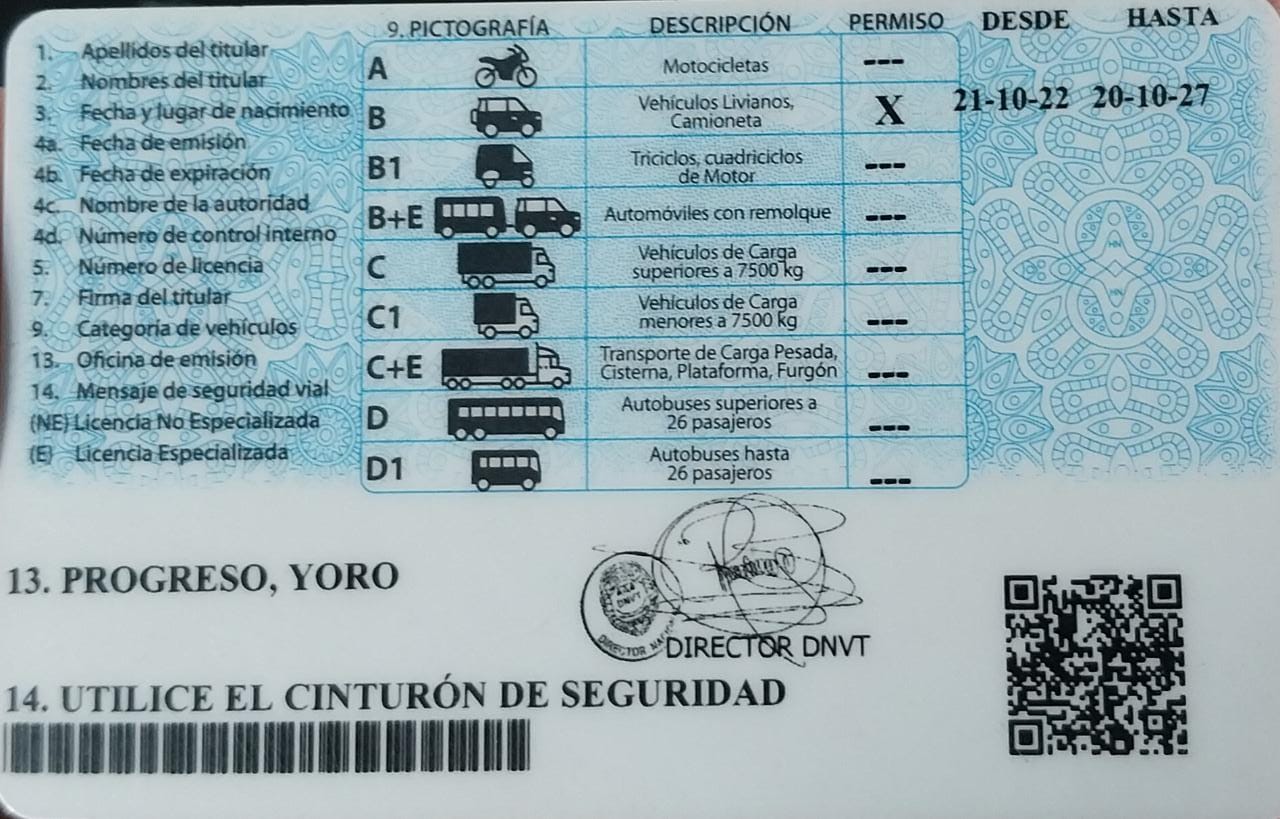 9. PICTOGRAFÍA DESCRIPCIÓN PERMISO DESDE HASTA
1. Apellidos del titular
2. Nombres del titular
3. Fecha y lugar de nacimiento
4a. Fecha de emisión
4b. Fecha de expiración
4c. Nombre de la autoridad
4d. Número de control interno
5. Número de licencia
7. Firma del titular
9. Categoría de vehículos
13. Oficina de emisión
14. Mensaje de seguridad vial
(NE) Licencia No Especializada
(E) Licencia Especializada
A Motocicletas ---
B Vehículos Livianos,
Camioneta X 21-10-22 20-10-27
B1 Triciclos, cuadriciclos
de Motor ---
B+E Automóviles con remolque ---
C Vehículos de Carga
superiores a 7500 kg ---
C1 Vehículos de Carga
menores a 7500 kg ---
C+E Transporte de Carga Pesada,
Cisterna, Plataforma, Furgón ---
D Autobuses superiores a
26 pasajeros ---
D1 Autobuses hasta
26 pasajeros ---
HN
HN
13. PROGRESO, YORO
DNVT
DIRECTOR
DIRECTOR DNVT
14. UTILICE EL CINTURÓN DE SEGURIDAD